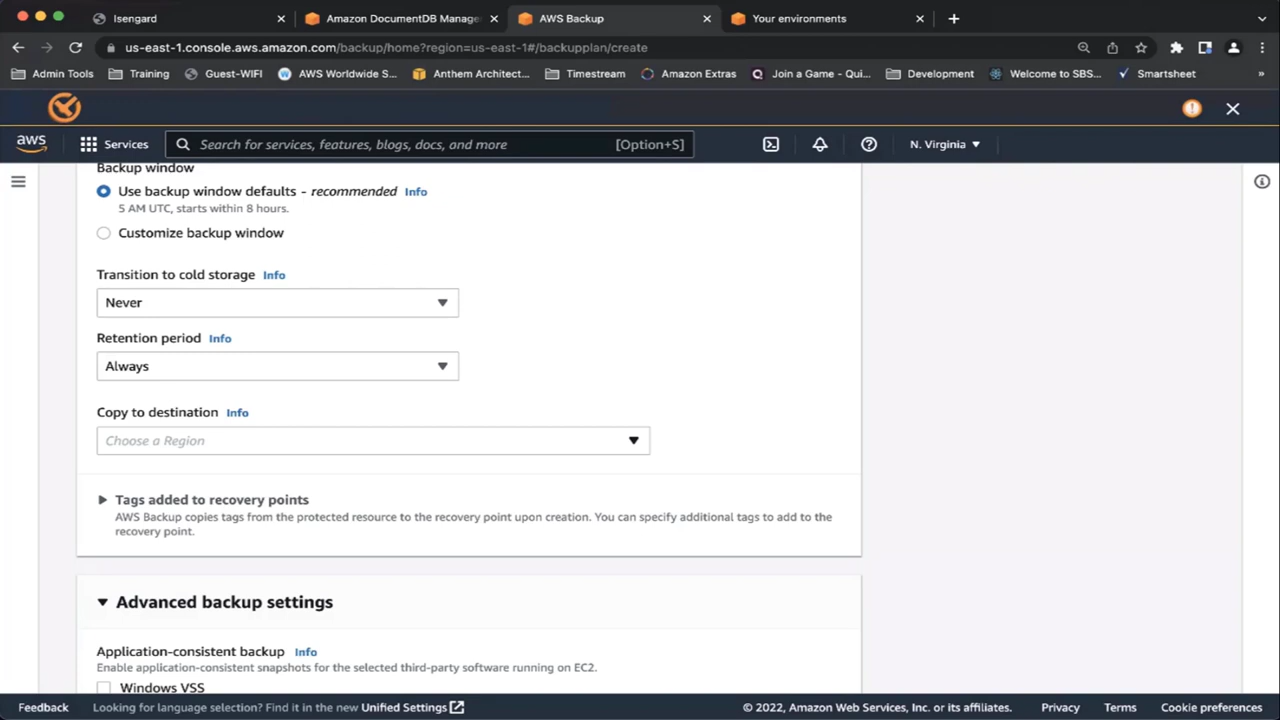 Isengard
Amazon DocumentDB Manage
AWS Backup
Your environments
us-east-1.console.aws.amazon.com/backup/home?region=us-east-1#/backupplan/create
Admin Tools
Training
Guest-WIFI
AWS Worldwide S...
Anthem Architect...
Timestream
Amazon Extras
Join a Game - Qui...
Development
Welcome to SBS...
Smartsheet
»
aws
Services
Search for services, features, blogs, docs, and more
[Option+S]
N. Virginia
Backup window
Use backup window defaults - recommended Info
5 AM UTC, starts within 8 hours.
Customize backup window
Transition to cold storage Info
Never
Retention period Info
Always
Copy to destination Info
Choose a Region
Tags added to recovery points
AWS Backup copies tags from the protected resource to the recovery point upon creation. You can specify additional tags to add to the
recovery point.
Advanced backup settings
Application-consistent backup Info
Enable application-consistent snapshots for the selected third-party software running on EC2.
Windows VSS
Feedback
Looking for language selection? Find it in the new Unified Settings
© 2022, Amazon Web Services, Inc. or its affiliates.
Privacy
Terms
Cookie preferences